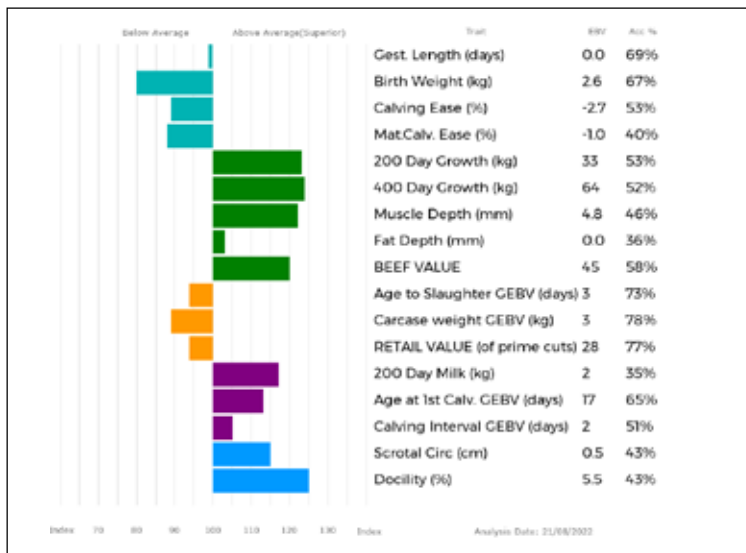 Below Average Above Average(Superior) Trait EBV Acc %
Gest. Length (days) 0.0 69%
Birth Weight (kg) 2.6 67%
Calving Ease (%) -2.7 53%
Mat.Calv. Ease (%) -1.0 40%
200 Day Growth (kg) 33 53%
400 Day Growth (kg) 64 52%
Muscle Depth (mm) 4.8 46%
Fat Depth (mm) 0.0 36%
BEEF VALUE 45 58%
Age to Slaughter GEBV (days) 3 73%
Carcase weight GEBV (kg) 3 78%
RETAIL VALUE (of prime cuts) 28 77%
200 Day Milk (kg) 2 35%
Age at 1st Calv. GEBV (days) 17 65%
Calving Interval GEBV (days) 2 51%
Scrotal Circ (cm) 0.5 43%
Docility (%) 5.5 43%
Index 70 80 90 100 110 120 130 Index Analysis Date: 21/08/2022